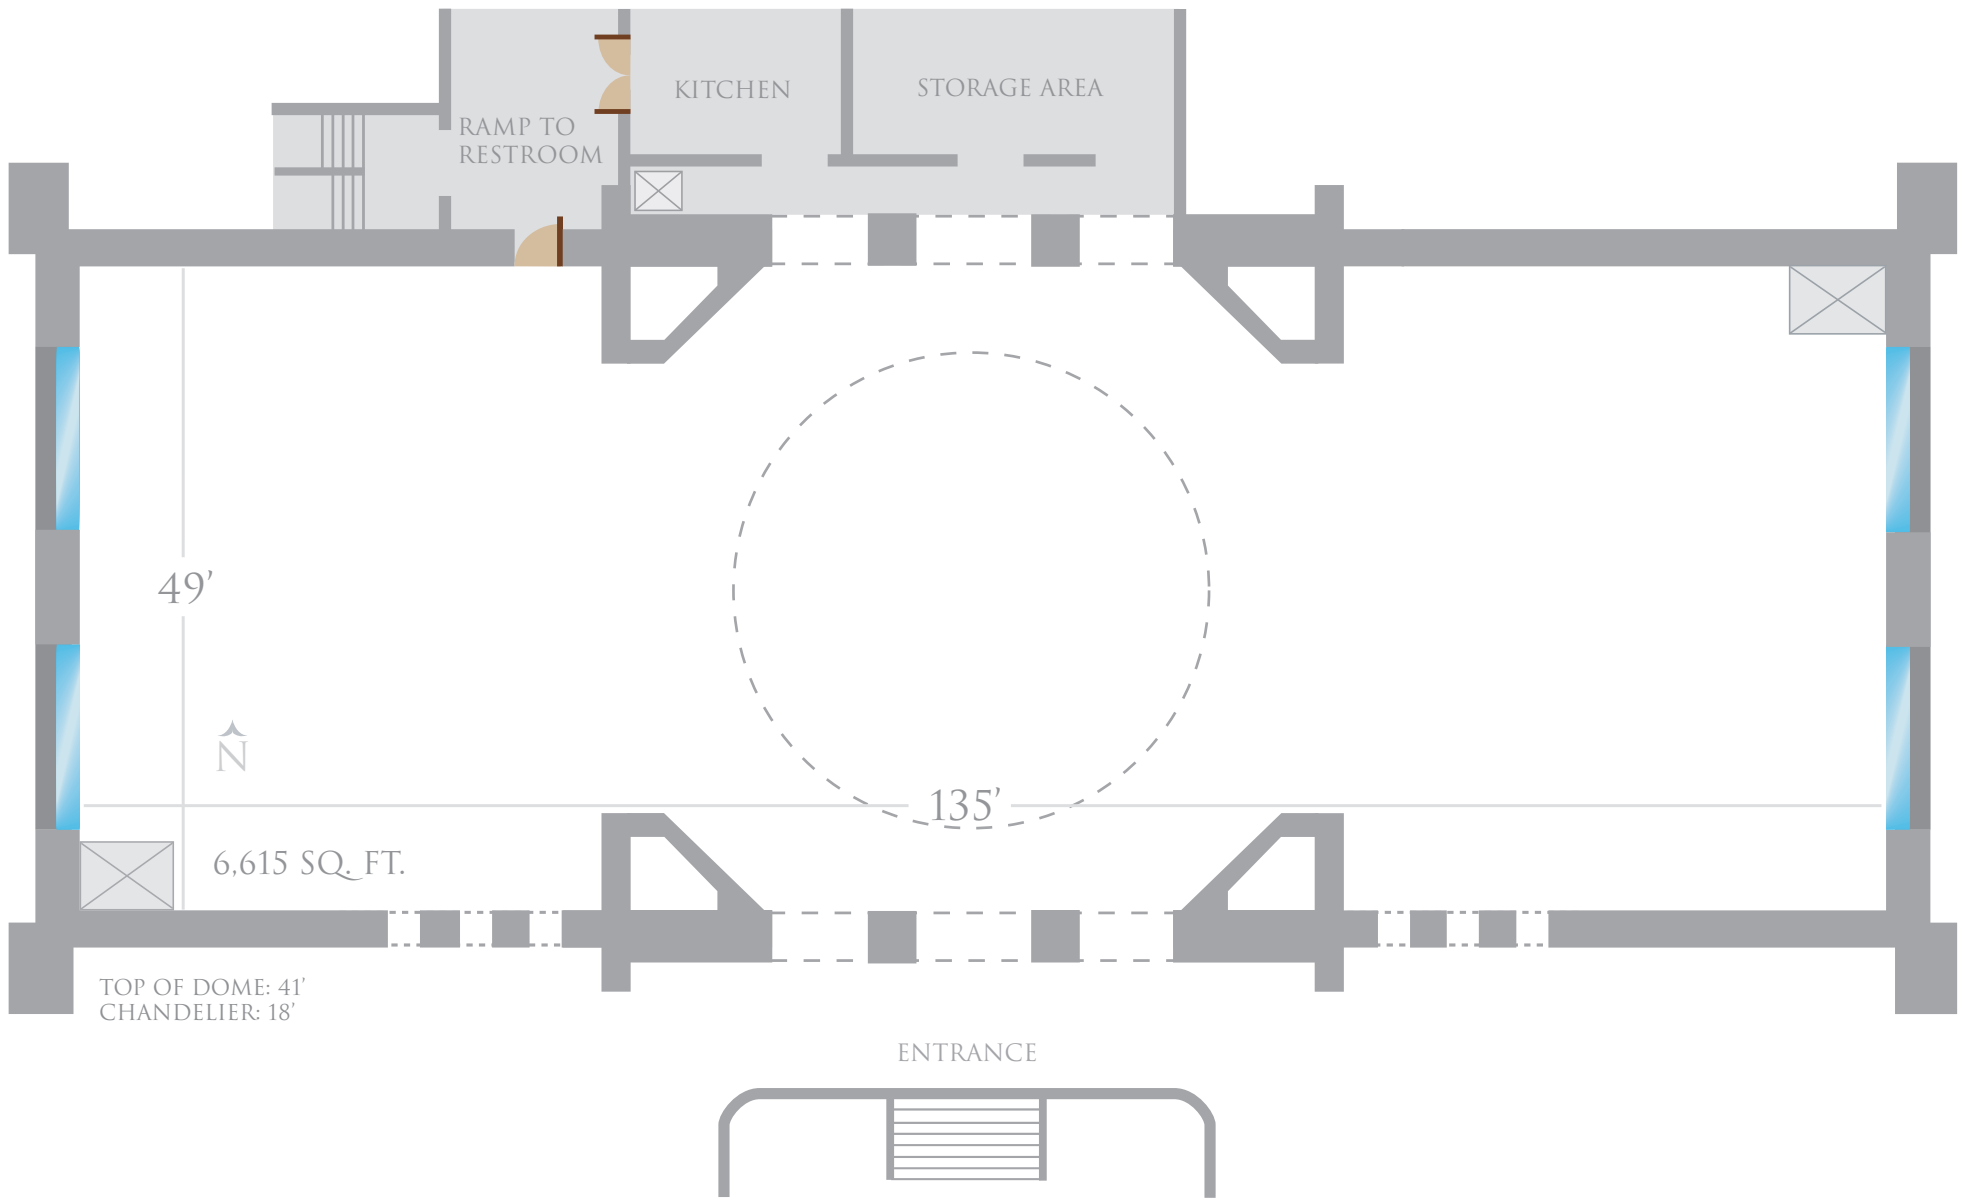 KITCHEN
STORAGE AREA
RAMP TO
RESTROOM
49’
N
135’
6,615 SQ. FT.
TOP OF DOME: 41’
CHANDELIER: 18’
ENTRANCE